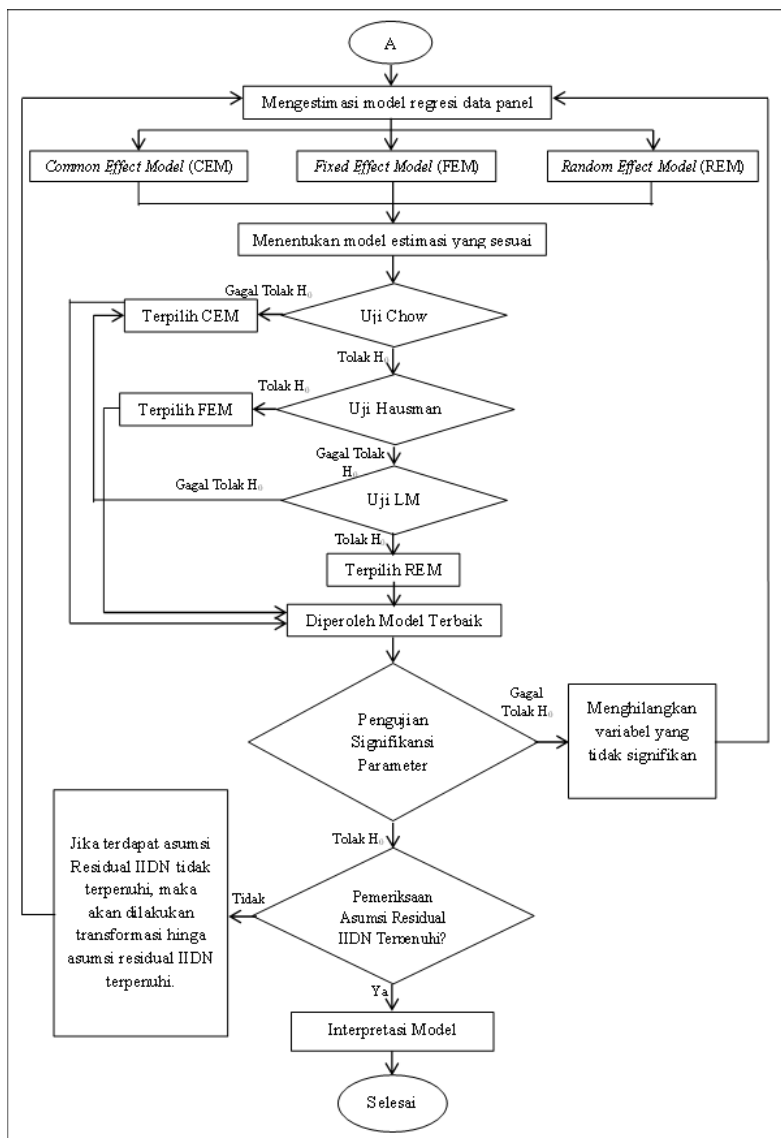 A
Mengestimasi model regresi data panel
Common Effect Model (CEM)
Fixed Effect Model (FEM)
Random Effect Model (REM)
Menentukan model estimasi yang sesuai
Gagal Tolak H₀
Terpilih CEM
Uji Chow
Tolak H₀
Tolak H₀
Terpilih FEM
Uji Hausman
Gagal Tolak
H₀
Gagal Tolak H₀
Uji LM
Tolak H₀
Terpilih REM
Diperoleh Model Terbaik
Pengujian
Signifikansi
Parameter
Gagal
Tolak H₀
Menghilangkan
variabel yang
tidak signifikan
Tolak H₀
Jika terdapat asumsi
Residual IIDN tidak
terpenuhi, maka
akan dilakukan
transformasi hingga
asumsi residual IIDN
terpenuhi.
Tidak
Pemeriksaan
Asumsi Residual
IIDN Terpenuhi?
Ya
Interpretasi Model
Selesai